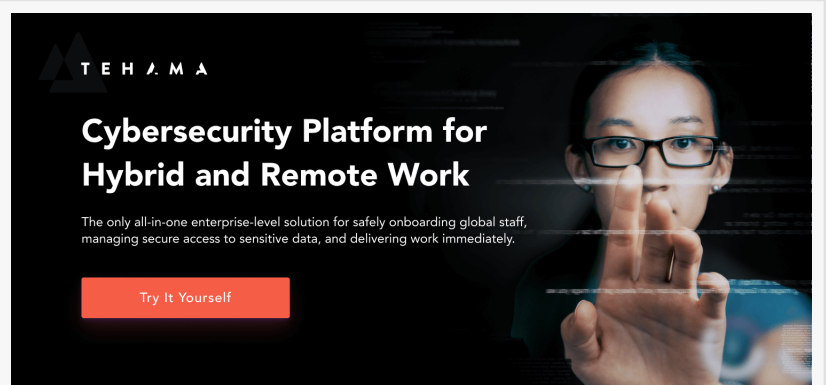 TEHAMA
Cybersecurity Platform for
Hybrid and Remote Work
The only all-in-one enterprise-level solution for safely onboarding global staff,
managing secure access to sensitive data, and delivering work immediately.
Try It Yourself